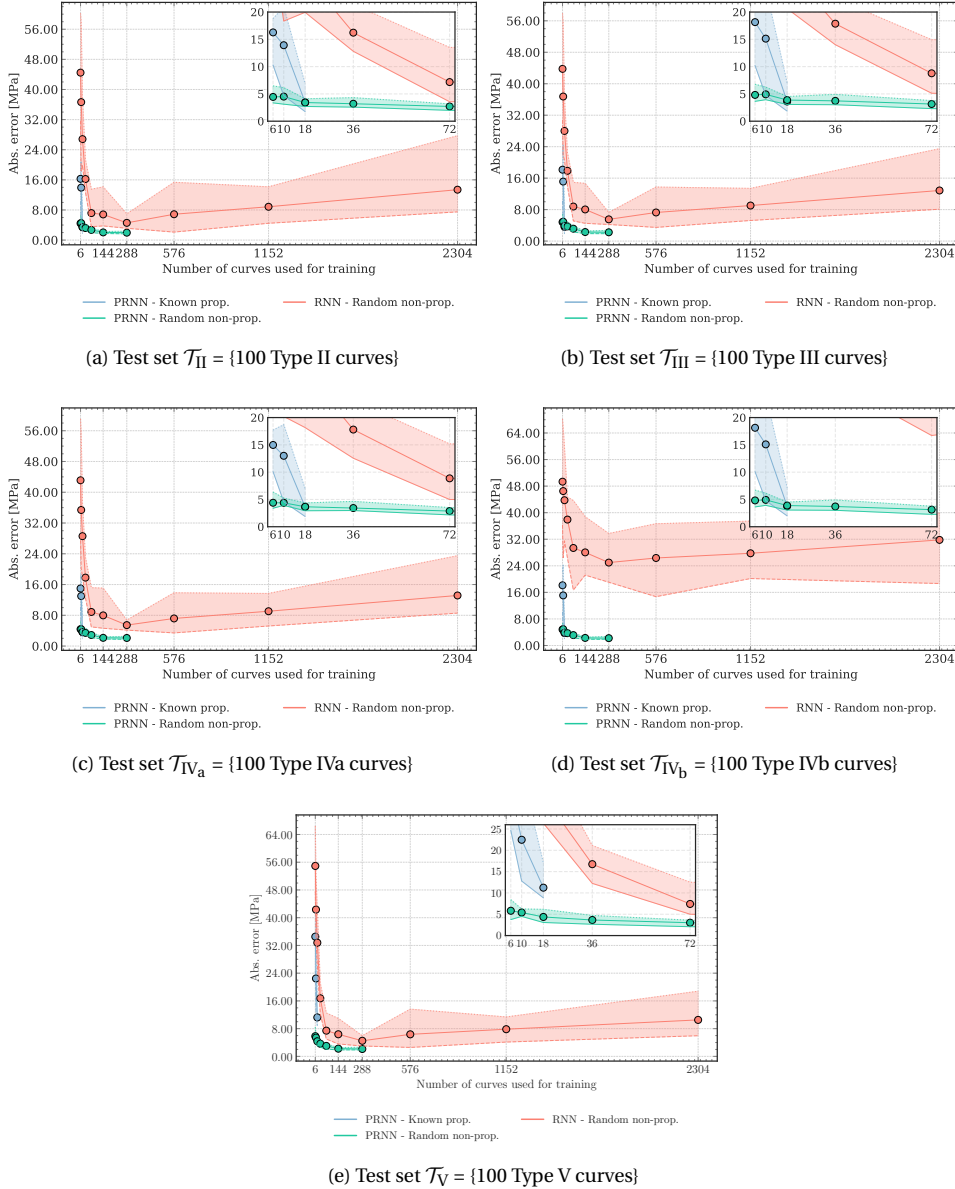 56.00
48.00
40.00
32.00
24.00
16.00
8.00
0.00
Abs. error [MPa]
20
15
10
5
0
6 10 18 36 72
6 144 288 576 1152 2304
Number of curves used for training
PRNN - Known prop.
RNN - Random non-prop.
PRNN - Random non-prop.
(a) Test set 𝒯II = {100 Type II curves}
56.00
48.00
40.00
32.00
24.00
16.00
8.00
0.00
Abs. error [MPa]
20
15
10
5
0
6 10 18 36 72
6 144 288 576 1152 2304
Number of curves used for training
PRNN - Known prop.
RNN - Random non-prop.
PRNN - Random non-prop.
(b) Test set 𝒯III = {100 Type III curves}
56.00
48.00
40.00
32.00
24.00
16.00
8.00
0.00
Abs. error [MPa]
20
15
10
5
0
6 10 18 36 72
6 144 288 576 1152 2304
Number of curves used for training
PRNN - Known prop.
RNN - Random non-prop.
PRNN - Random non-prop.
(c) Test set 𝒯IVa = {100 Type IVa curves}
64.00
56.00
48.00
40.00
32.00
24.00
16.00
8.00
0.00
Abs. error [MPa]
20
15
10
5
0
6 10 18 36 72
6 144 288 576 1152 2304
Number of curves used for training
PRNN - Known prop.
RNN - Random non-prop.
PRNN - Random non-prop.
(d) Test set 𝒯IVb = {100 Type IVb curves}
64.00
56.00
48.00
40.00
32.00
24.00
16.00
8.00
0.00
Abs. error [MPa]
25
20
15
10
5
0
6 10 18 36 72
6 144 288 576 1152 2304
Number of curves used for training
PRNN - Known prop.
RNN - Random non-prop.
PRNN - Random non-prop.
(e) Test set 𝒯V = {100 Type V curves}